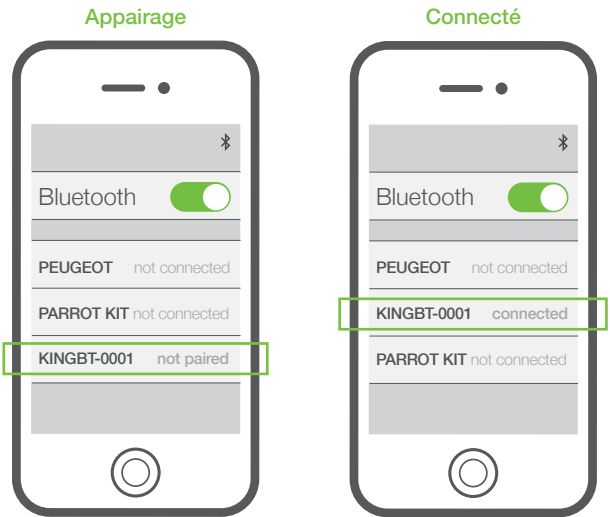 Appairage
Bluetooth
PEUGEOT not connected
PARROT KIT not connected
KINGBT-0001 not paired
Connecté
Bluetooth
PEUGEOT not connected
KINGBT-0001 connected
PARROT KIT not connected